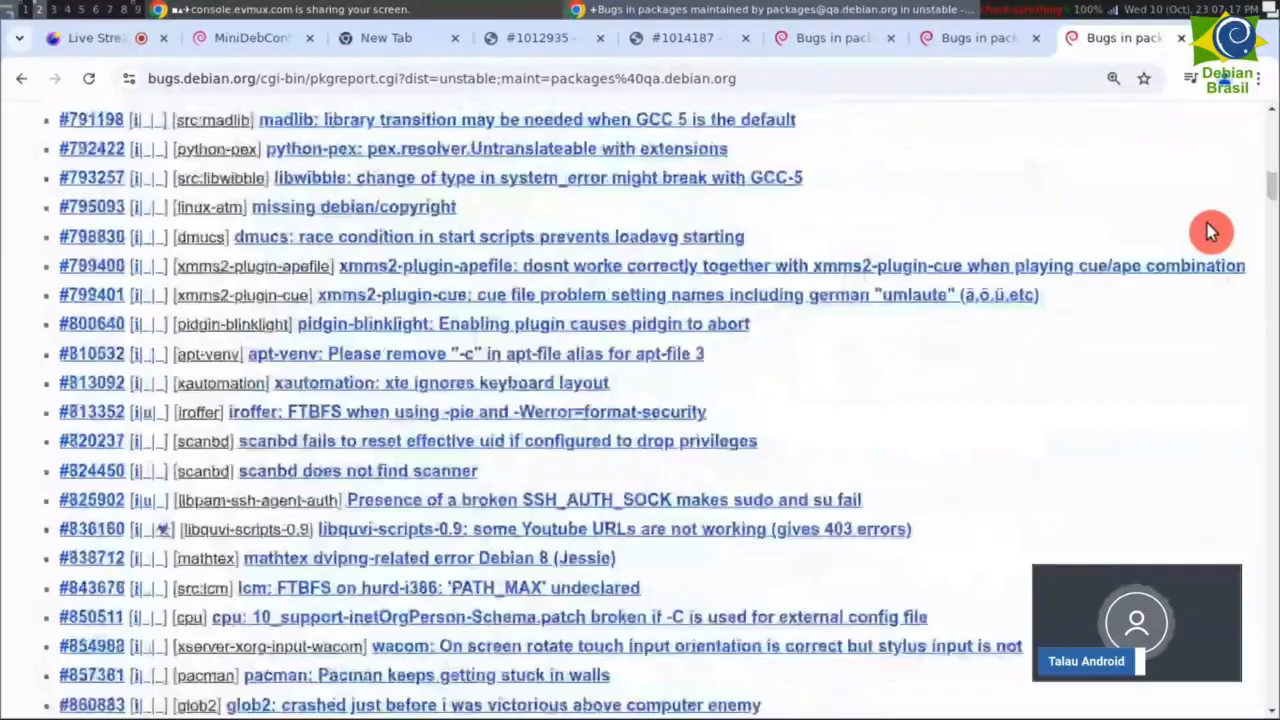 1 2 3 4 5 6 7 8 9 console.evmux.com is sharing your screen. +Bugs in packages maintained by packages@qa.debian.org in unstable -... 100% Wed 10 (Oct), 23:07:17 PM
Live Stre MiniDebCon New Tab #1012935 - #1014187 - Bugs in pac Bugs in pac Bugs in pac
bugs.debian.org/cgi-bin/pkgreport.cgi?dist=unstable;maint=packages%40qa.debian.org
Debian
Brasil
#791198 [i|_|_] [src:madlib] madlib: library transition may be needed when GCC 5 is the default
#792422 [i|_|_] [python-pex] python-pex: pex.resolver.Untranslateable with extensions
#793257 [i|_|_] [src:libwibble] libwibble: change of type in system_error might break with GCC-5
#795093 [i|_|_] [linux-atm] missing debian/copyright
#798830 [i|_|_] [dmucs] dmucs: race condition in start scripts prevents loadavg starting
#799400 [i|_|_] [xmms2-plugin-apefile] xmms2-plugin-apefile: dosnt worke correctly together with xmms2-plugin-cue when playing cue/ape combination
#799401 [i|_|_] [xmms2-plugin-cue] xmms2-plugin-cue: cue file problem setting names including german "umlaute" (ä,ö,ü,etc)
#800640 [i|_|_] [pidgin-blinklight] pidgin-blinklight: Enabling plugin causes pidgin to abort
#810532 [i|_|_] [apt-venv] apt-venv: Please remove "-c" in apt-file alias for apt-file 3
#813092 [i|_|_] [xautomation] xautomation: xte ignores keyboard layout
#813352 [i|u|_] [iroffer] iroffer: FTBFS when using -pie and -Werror=format-security
#820237 [i|_|_] [scanbd] scanbd fails to reset effective uid if configured to drop privileges
#824450 [i|_|_] [scanbd] scanbd does not find scanner
#825902 [i|u|_] [libpam-ssh-agent-auth] Presence of a broken SSH_AUTH_SOCK makes sudo and su fail
#836160 [i|_|☣] [libquvi-scripts-0.9] libquvi-scripts-0.9: some Youtube URLs are not working (gives 403 errors)
#838712 [i|_|_] [mathtex] mathtex dvipng-related error Debian 8 (Jessie)
#843676 [i|_|_] [src:lcm] lcm: FTBFS on hurd-i386: 'PATH_MAX' undeclared
#850511 [i|_|_] [cpu] cpu: 10_support-inetOrgPerson-Schema.patch broken if -C is used for external config file
#854982 [i|_|_] [xserver-xorg-input-wacom] wacom: On screen rotate touch input orientation is correct but stylus input is not
#857381 [i|_|_] [pacman] pacman: Pacman keeps getting stuck in walls
#860883 [i|_|_] [glob2] glob2: crashed just before i was victorious above computer enemy
Talau Android